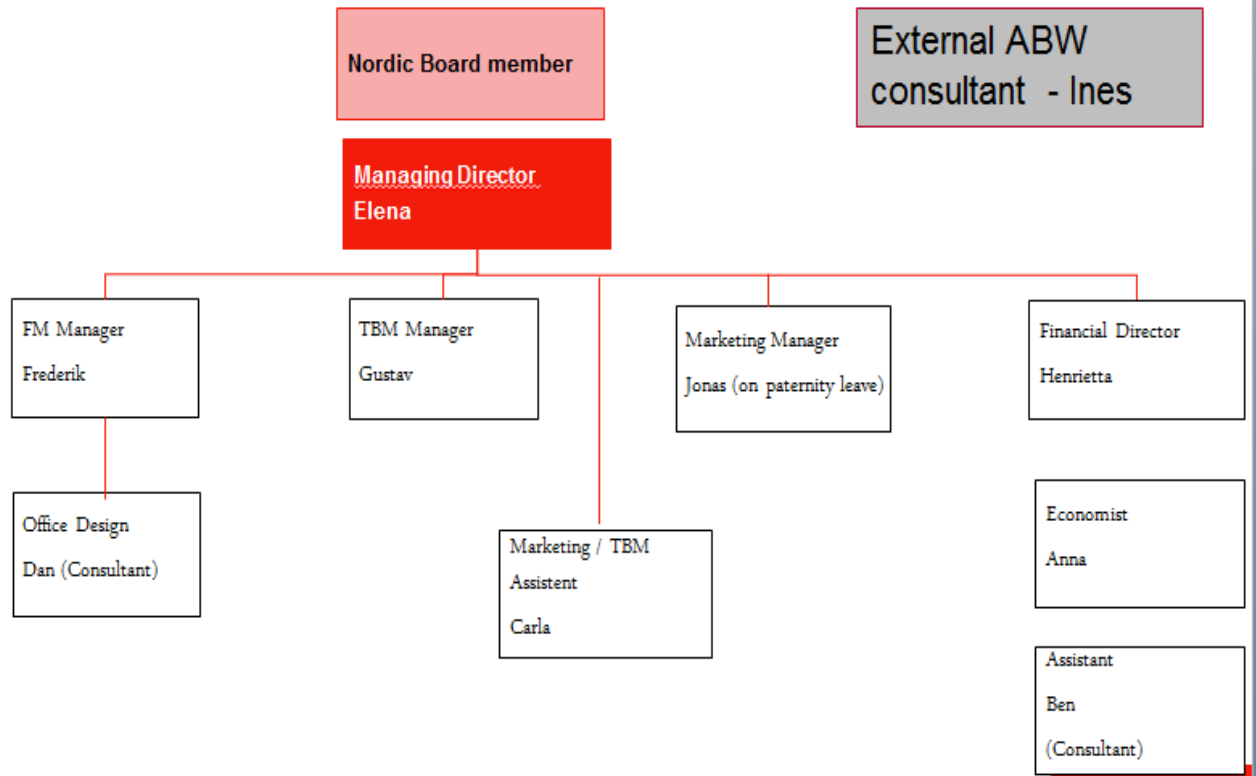 Nordic Board member
External ABW
consultant - Ines
Managing Director
Elena
FM Manager
Frederik
TBM Manager
Gustav
Marketing Manager
Jonas (on paternity leave)
Financial Director
Henrietta
Office Design
Dan (Consultant)
Marketing / TBM
Assistent
Carla
Economist
Anna
Assistant
Ben
(Consultant)